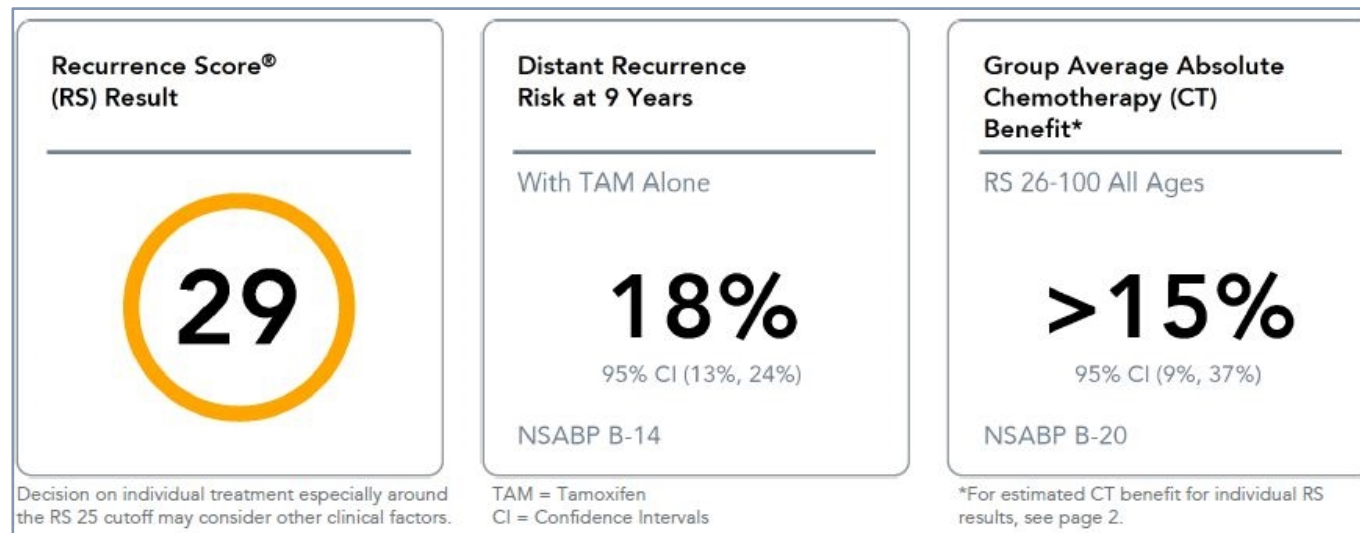 Recurrence Score®
(RS) Result
29
Decision on individual treatment especially around
the RS 25 cutoff may consider other clinical factors.
Distant Recurrence
Risk at 9 Years
With TAM Alone
18%
95% CI (13%, 24%)
NSABP B-14
TAM = Tamoxifen
CI = Confidence Intervals
Group Average Absolute
Chemotherapy (CT)
Benefit*
RS 26-100 All Ages
>15%
95% CI (9%, 37%)
NSABP B-20
*For estimated CT benefit for individual RS
results, see page 2.